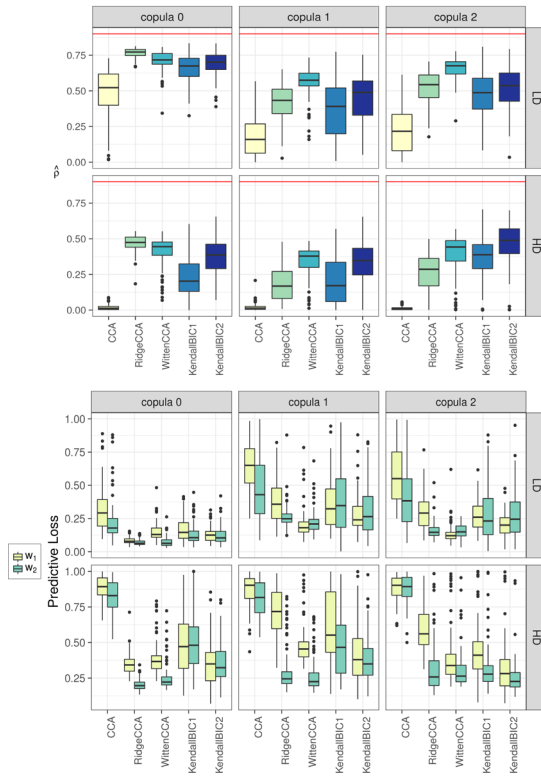 copula 0 copula 1 copula 2
0.75
0.50
0.25
0.00
LD
ρ̂
0.75
0.50
0.25
0.00
HD
CCA RidgeCCA WittenCCA KendallBIC1 KendallBIC2 CCA RidgeCCA WittenCCA KendallBIC1 KendallBIC2 CCA RidgeCCA WittenCCA KendallBIC1 KendallBIC2
copula 0 copula 1 copula 2
1.00
0.75
0.50
0.25
0.00
LD
Predictive Loss
w₁
w₂
1.00
0.75
0.50
0.25
HD
CCA RidgeCCA WittenCCA KendallBIC1 KendallBIC2 CCA RidgeCCA WittenCCA KendallBIC1 KendallBIC2 CCA RidgeCCA WittenCCA KendallBIC1 KendallBIC2